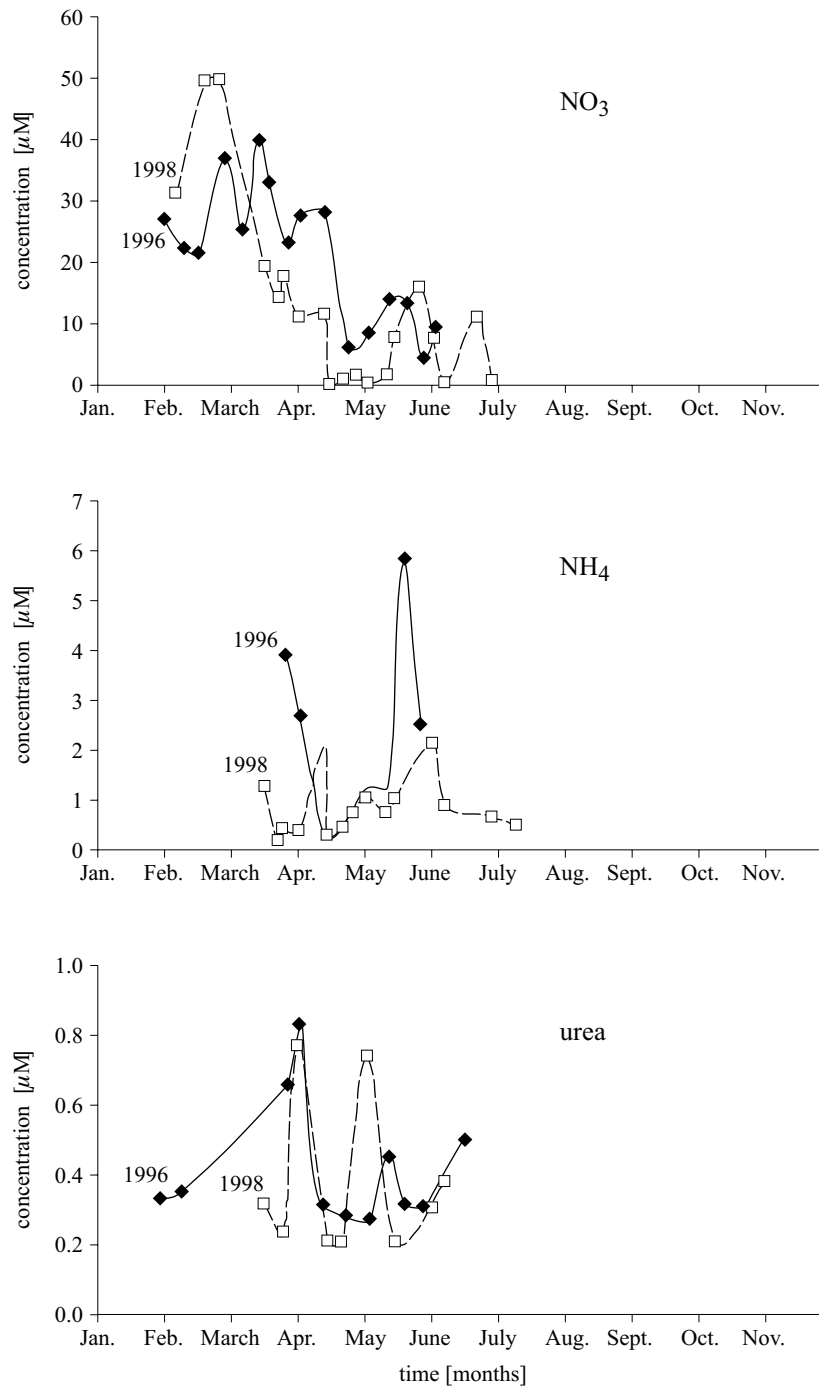 60
50
40
30
20
10
0
concentration [µM]
NO3
1998
1996
Jan. Feb. March Apr. May June July Aug. Sept. Oct. Nov.
7
6
5
4
3
2
1
0
concentration [µM]
NH4
1996
1998
Jan. Feb. March Apr. May June July Aug. Sept. Oct. Nov.
1.0
0.8
0.6
0.4
0.2
0.0
concentration [µM]
urea
1996
1998
Jan. Feb. March Apr. May June July Aug. Sept. Oct. Nov.
time [months]